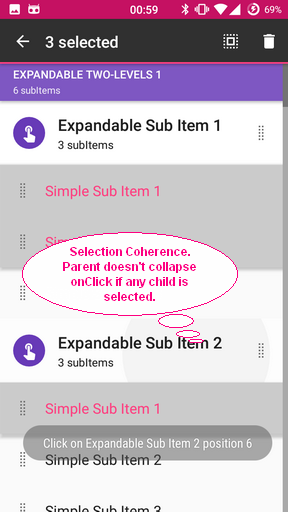 00:59
69%
3 selected
EXPANDABLE TWO-LEVELS 1
6 subItems
Expandable Sub Item 1
3 subItems
Simple Sub Item 1
Selection Coherence.
Parent doesn't collapse
onClick if any child is
selected.
Expandable Sub Item 2
3 subItems
Simple Sub Item 1
Click on Expandable Sub Item 2 position 6
Simple Sub Item 2
Simple Sub Item 3